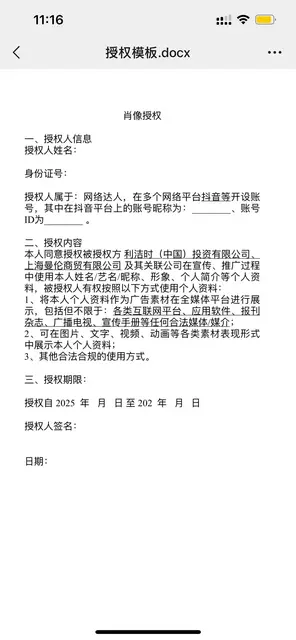 11:16
授权模板.docx
肖像授权
一、授权人信息
授权人姓名：
身份证号：
授权人属于：网络达人，在多个网络平台抖音等开设账
号，其中在抖音平台上的账号昵称为：________、账号
ID为________ 。
二、授权内容
本人同意授权被授权方 利洁时（中国）投资有限公司、
上海曼伦商贸有限公司 及其关联公司在宣传、推广过程
中使用本人姓名/艺名/昵称、形象、个人简介等个人资
料，被授权人有权按照以下方式使用个人资料：
1、将本人个人资料作为广告素材在全媒体平台进行展
示，包括但不限于：各类互联网平台、应用软件、报刊
杂志、广播电视、宣传手册等任何合法媒体/媒介；
2、可在图片、文字、视频、动画等各类素材表现形式
中展示本人个人资料；
3、其他合法合规的使用方式。
三、授权期限：
授权自 2025 年 月 日至 202 年 月 日
授权人签名：
日期：